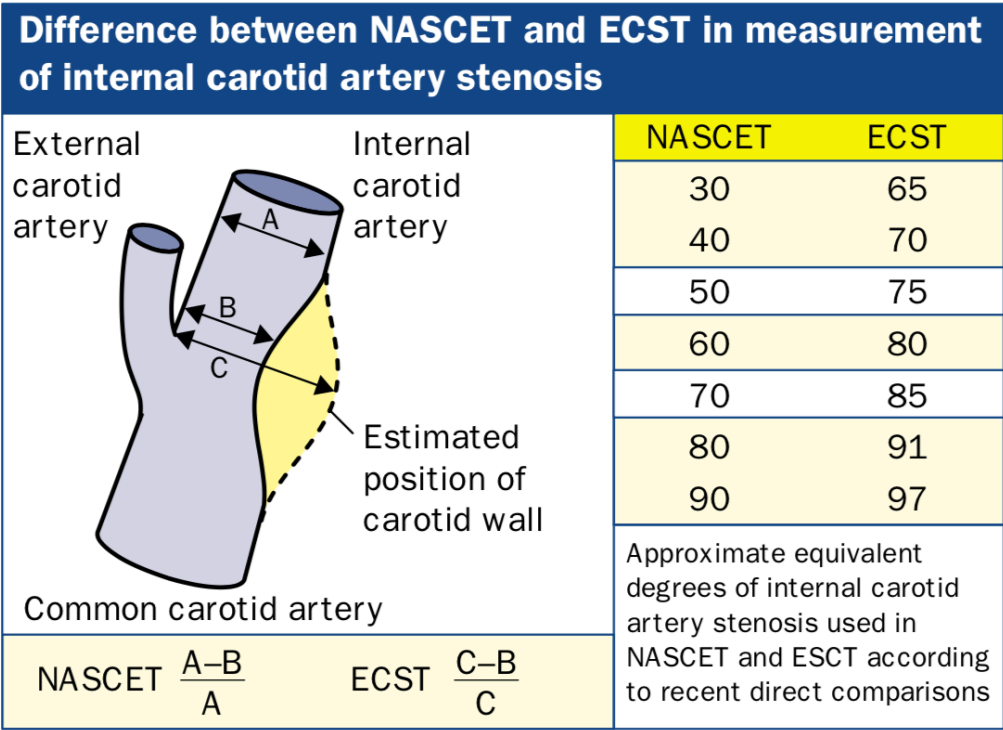 Difference between NASCET and ECST in measurement
of internal carotid artery stenosis
External
carotid
artery
Internal
carotid
artery
A
B
C
Estimated
position of
carotid wall
Common carotid artery
NASCET A–B
A
ECST C–B
C
NASCET ECST
30 65
40 70
50 75
60 80
70 85
80 91
90 97
Approximate equivalent
degrees of internal carotid
artery stenosis used in
NASCET and ESCT according
to recent direct comparisons